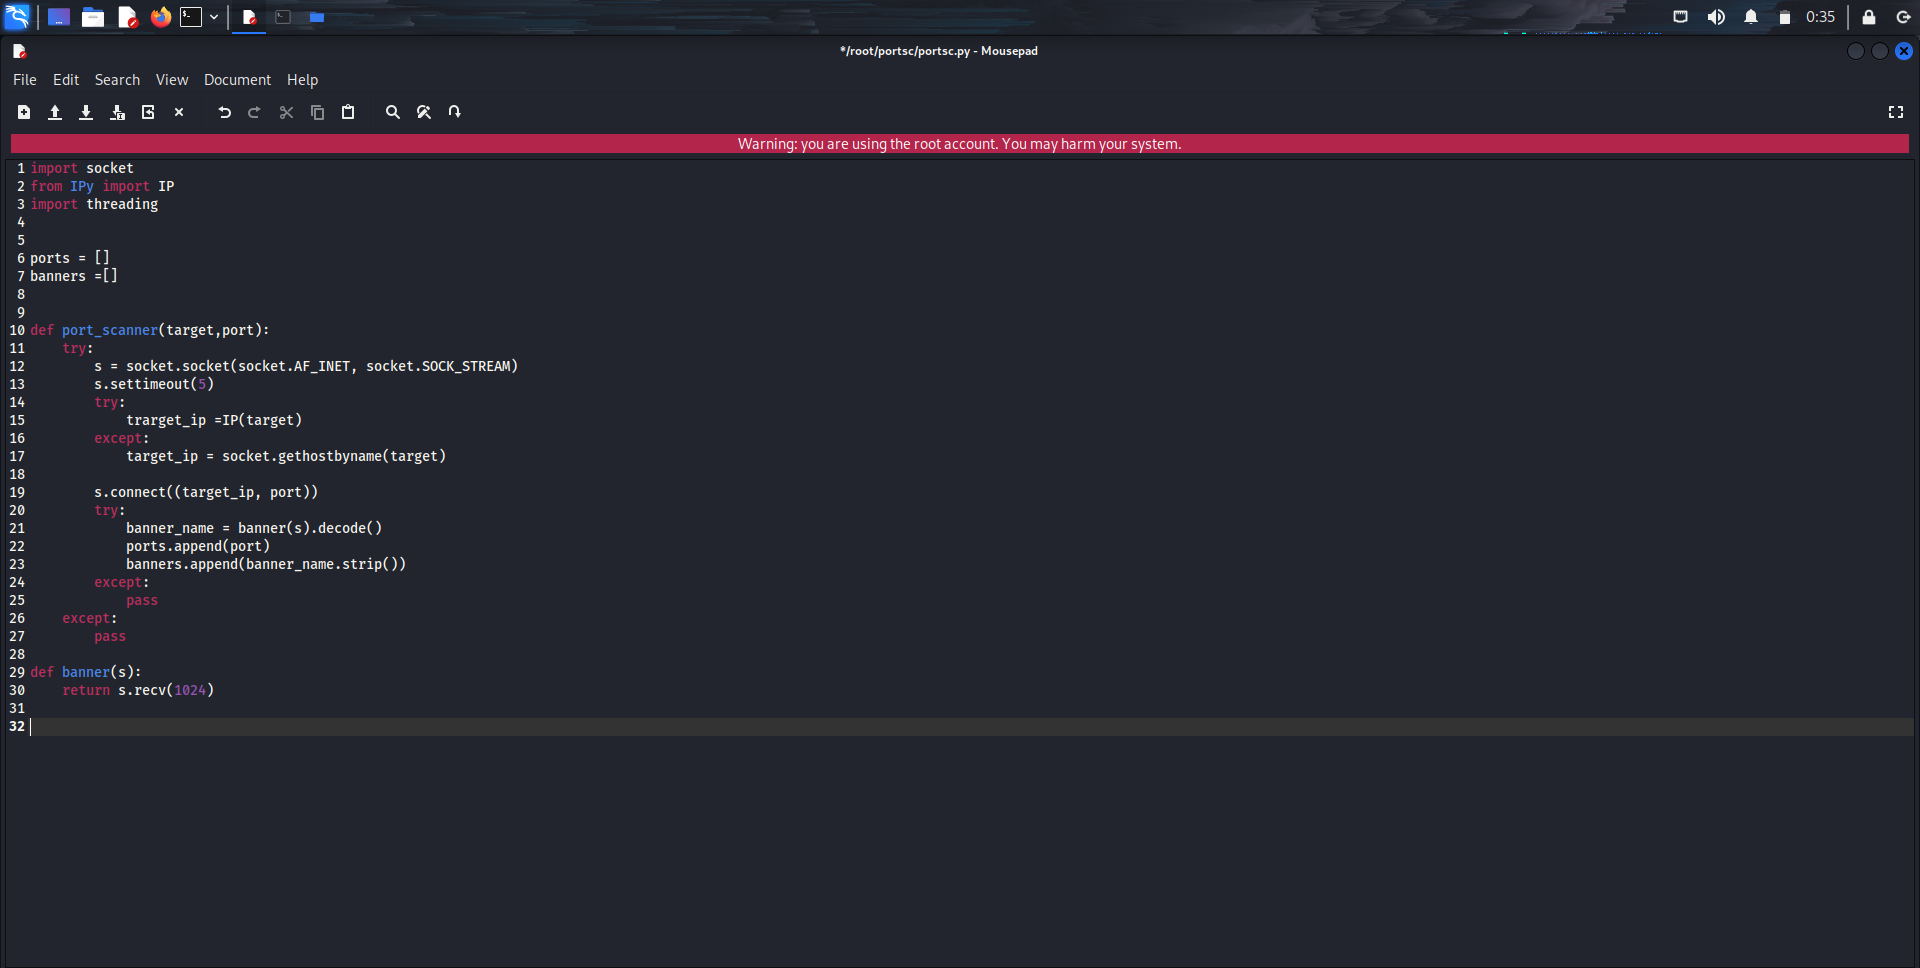 0:35
*/root/portsc/portsc.py - Mousepad
File Edit Search View Document Help
Warning: you are using the root account. You may harm your system.
1 import socket
2 from IPy import IP
3 import threading
4
5
6 ports = []
7 banners =[]
8
9
10 def port_scanner(target,port):
11     try:
12         s = socket.socket(socket.AF_INET, socket.SOCK_STREAM)
13         s.settimeout(5)
14         try:
15             trarget_ip =IP(target)
16         except:
17             target_ip = socket.gethostbyname(target)
18
19         s.connect((target_ip, port))
20         try:
21             banner_name = banner(s).decode()
22             ports.append(port)
23             banners.append(banner_name.strip())
24         except:
25             pass
26     except:
27         pass
28
29 def banner(s):
30     return s.recv(1024)
31
32